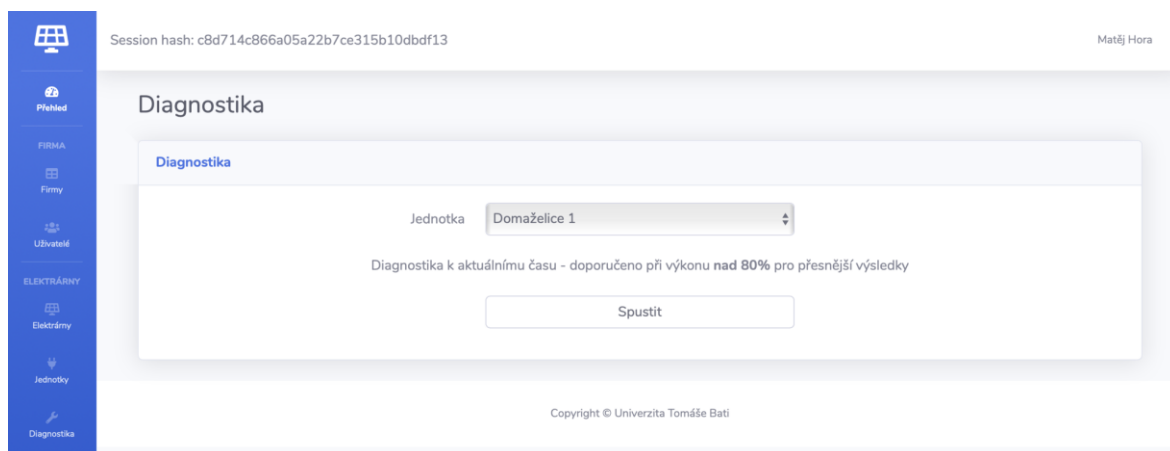 Session hash: c8d714c866a05a22b7ce315b10dbdf13
Matěj Hora
Přehled
FIRMA
Firmy
Uživatelé
ELEKTRÁRNY
Elektrárny
Jednotky
Diagnostika
Diagnostika
Diagnostika
Jednotka
Domaželice 1
Diagnostika k aktuálnímu času - doporučeno při výkonu nad 80% pro přesnější výsledky
Spustit
Copyright © Univerzita Tomáše Bati